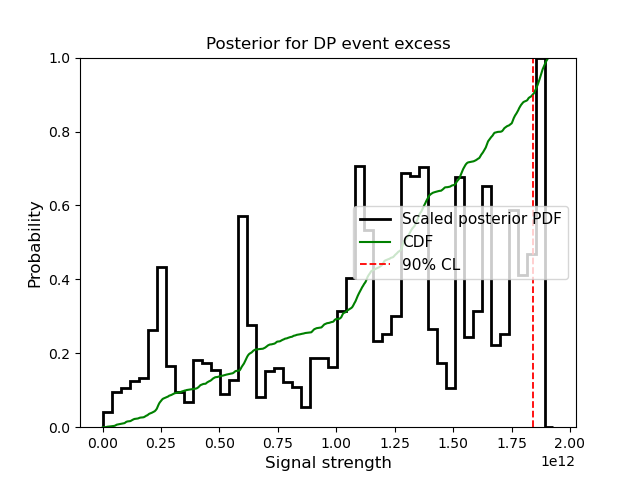 Posterior for DP event excess
1.0
0.8
0.6
0.4
0.2
0.0
Probability
Scaled posterior PDF
CDF
90% CL
0.00 0.25 0.50 0.75 1.00 1.25 1.50 1.75 2.00
1e12
Signal strength